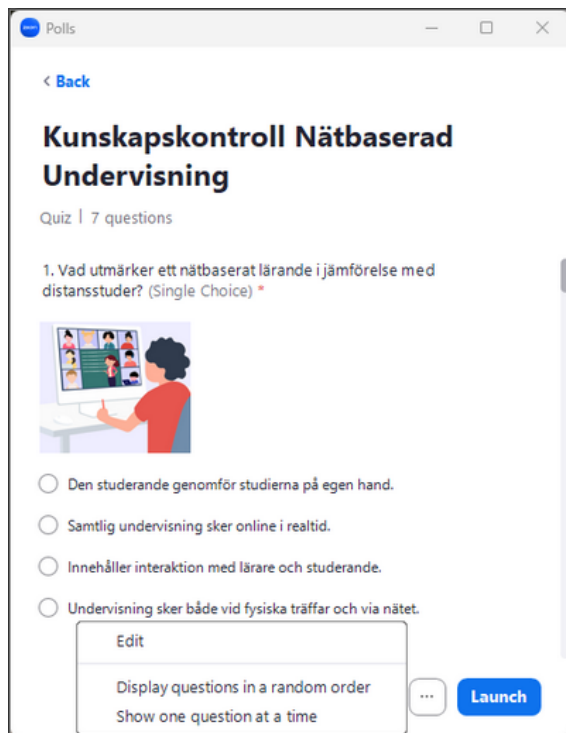 zoom
Polls
< Back
Kunskapskontroll Nätbaserad
Undervisning
Quiz | 7 questions
1. Vad utmärker ett nätbaserat lärande i jämförelse med
distansstuder? (Single Choice) *
Den studerande genomför studierna på egen hand.
Samtlig undervisning sker online i realtid.
Innehåller interaktion med lärare och studerande.
Undervisning sker både vid fysiska träffar och via nätet.
Edit
Display questions in a random order
Show one question at a time
... Launch